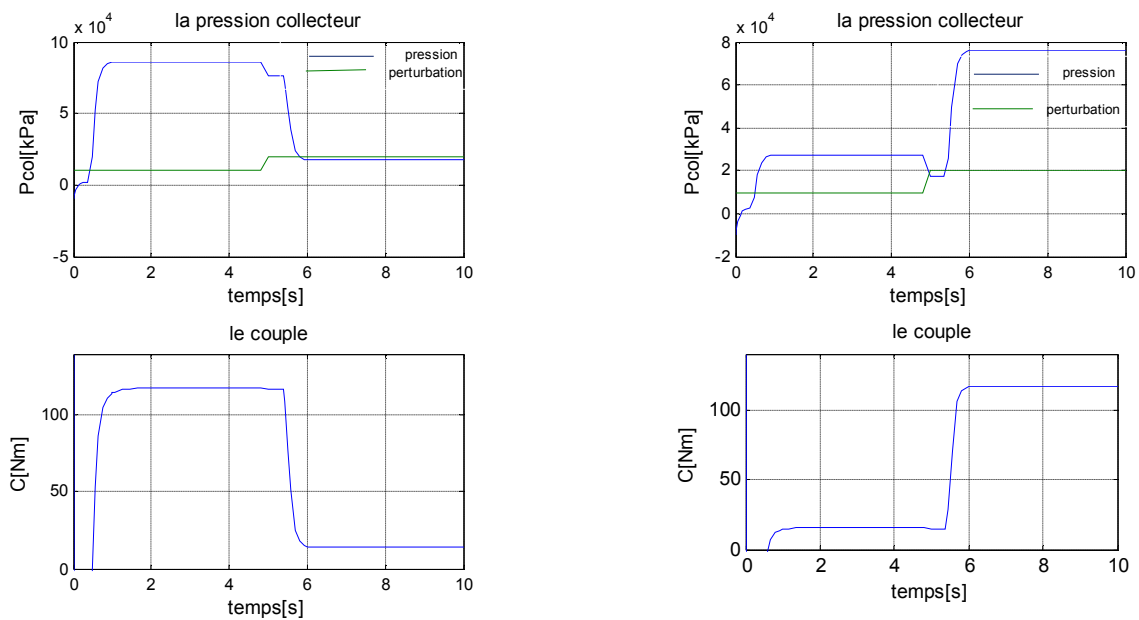 la pression collecteur
x 10^4
10
5
0
-5
Pcol[kPa]
pression
perturbation
0 2 4 6 8 10
temps[s]
la pression collecteur
x 10^4
8
6
4
2
0
-2
Pcol[kPa]
pression
perturbation
0 2 4 6 8 10
temps[s]
le couple
100
50
0
C[Nm]
0 2 4 6 8 10
temps[s]
le couple
100
50
0
C[Nm]
0 2 4 6 8 10
temps[s]